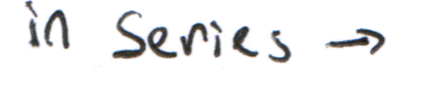 in Series →